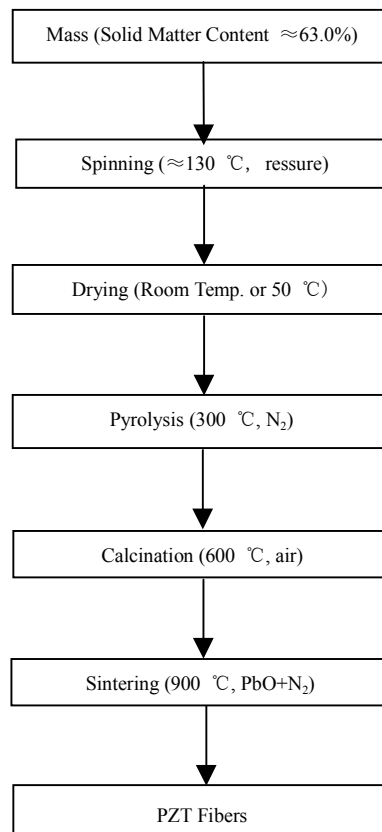 Mass (Solid Matter Content ≈63.0%)
Spinning (≈130 ℃, ressure)
Drying (Room Temp. or 50 ℃)
Pyrolysis (300 ℃, N₂)
Calcination (600 ℃, air)
Sintering (900 ℃, PbO+N₂)
PZT Fibers